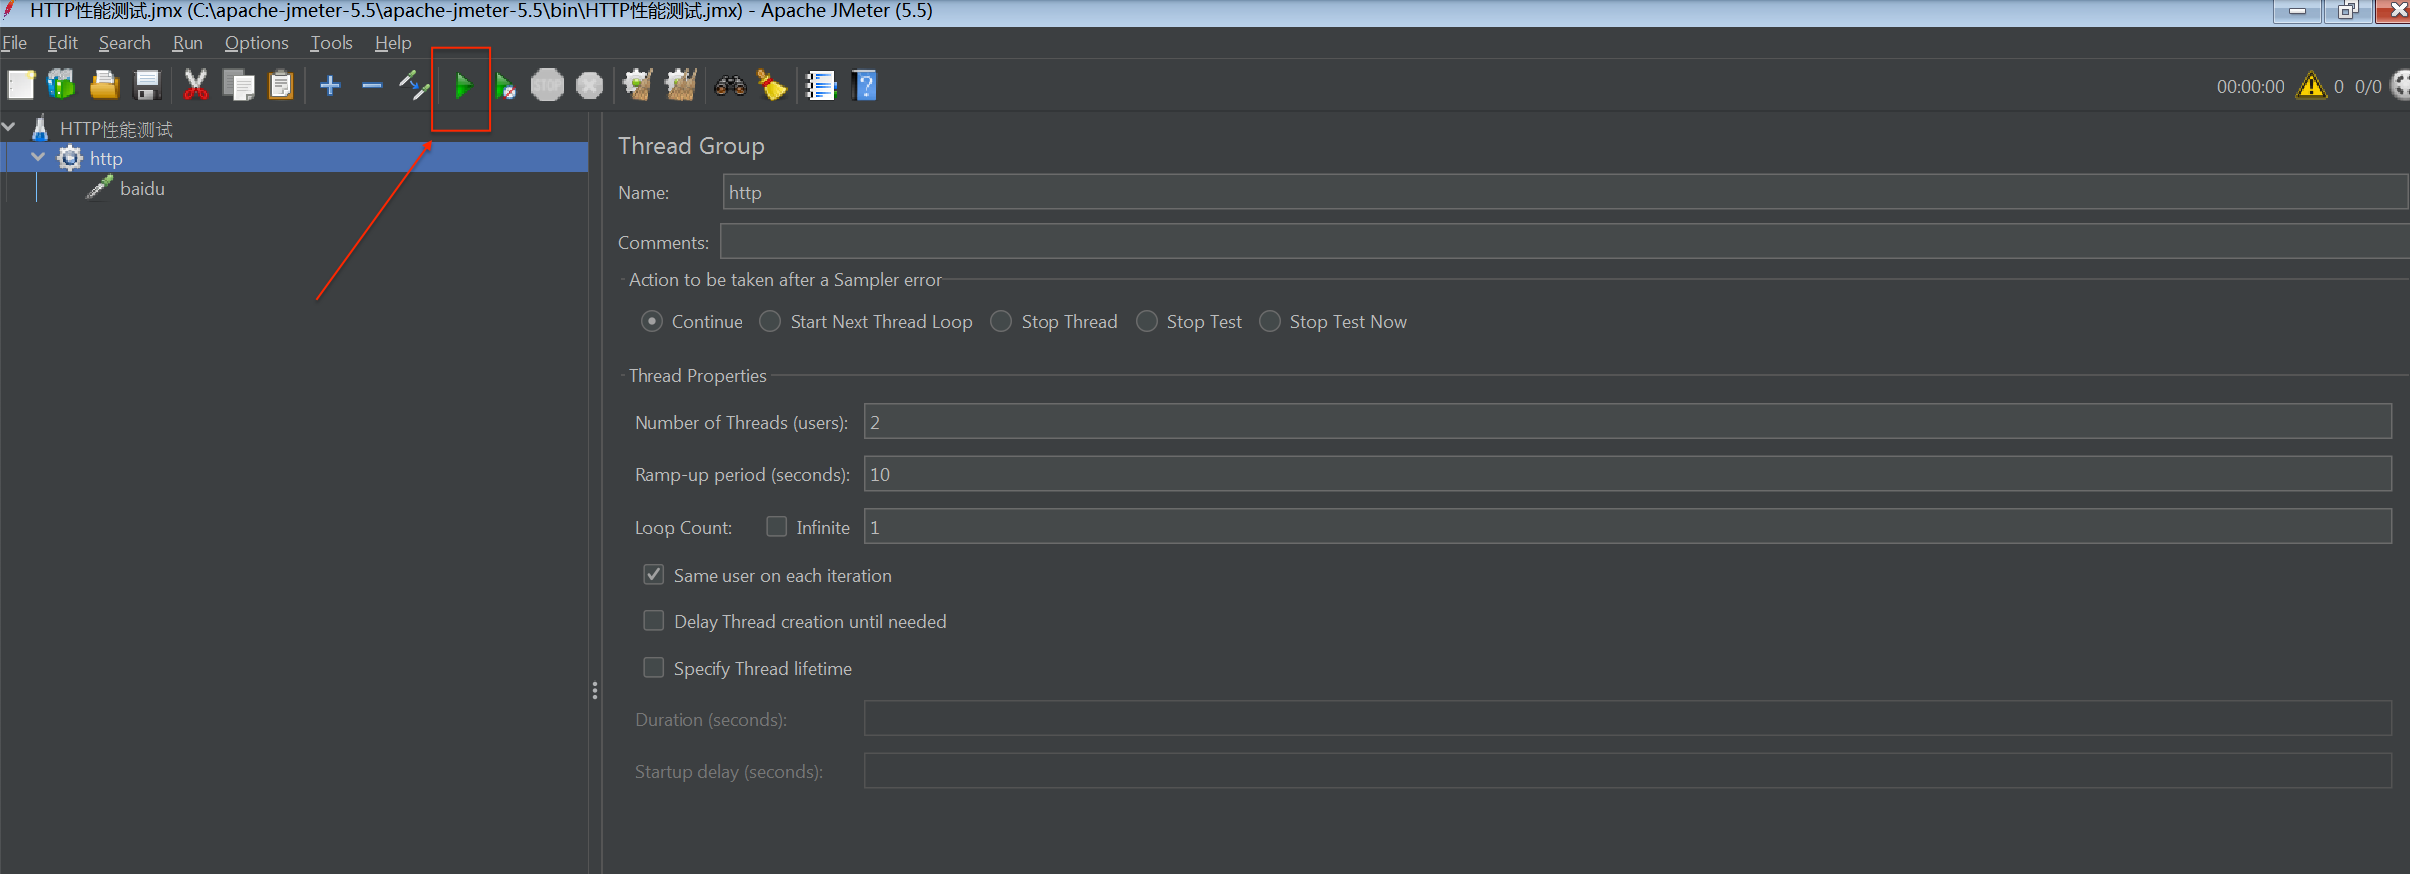 HTTP性能测试.jmx (C:\apache-jmeter-5.5\apache-jmeter-5.5\bin\HTTP性能测试.jmx) - Apache JMeter (5.5)
File Edit Search Run Options Tools Help
STOP
00:00:00 0 0/0
HTTP性能测试
http
baidu
Thread Group
Name: http
Comments:
Action to be taken after a Sampler error
Continue Start Next Thread Loop Stop Thread Stop Test Stop Test Now
Thread Properties
Number of Threads (users): 2
Ramp-up period (seconds): 10
Loop Count: Infinite 1
Same user on each iteration
Delay Thread creation until needed
Specify Thread lifetime
Duration (seconds):
Startup delay (seconds):